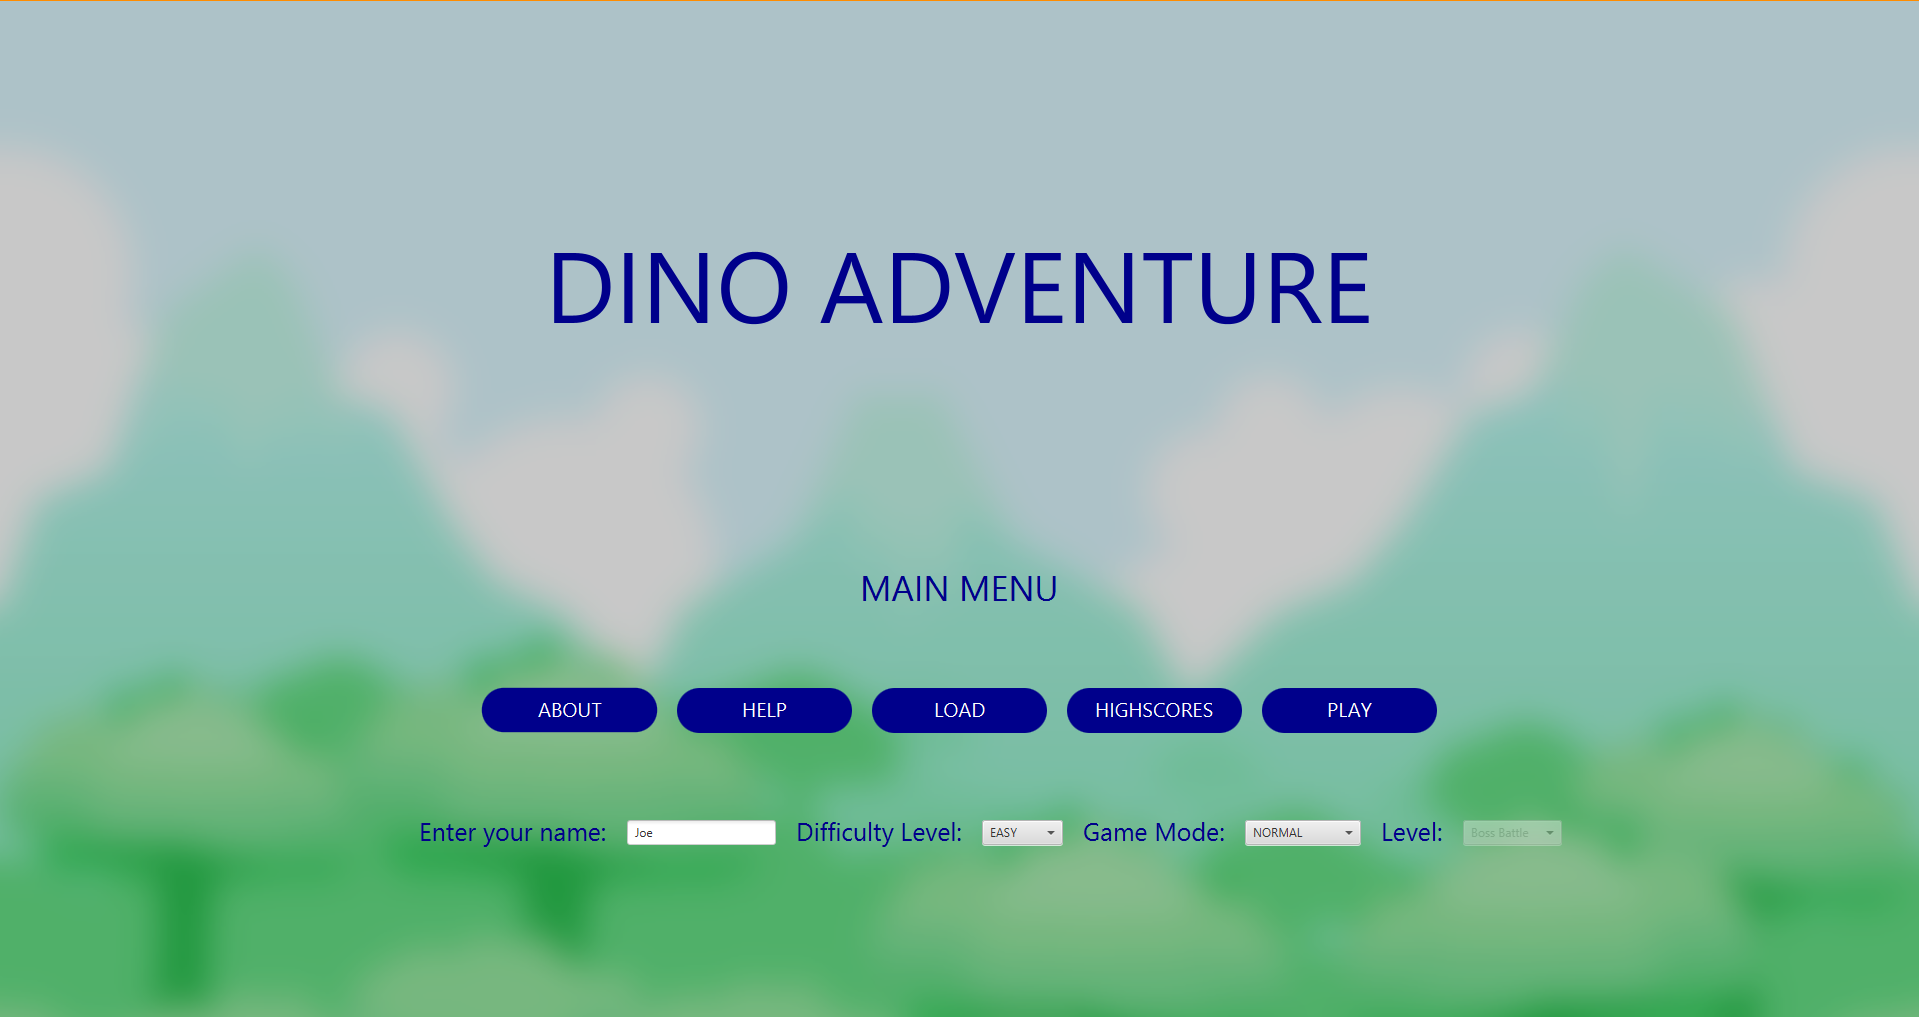 DINO ADVENTURE
MAIN MENU
ABOUT HELP LOAD HIGHSCORES PLAY
Enter your name: Joe Difficulty Level: EASY Game Mode: NORMAL Level: Boss Battle